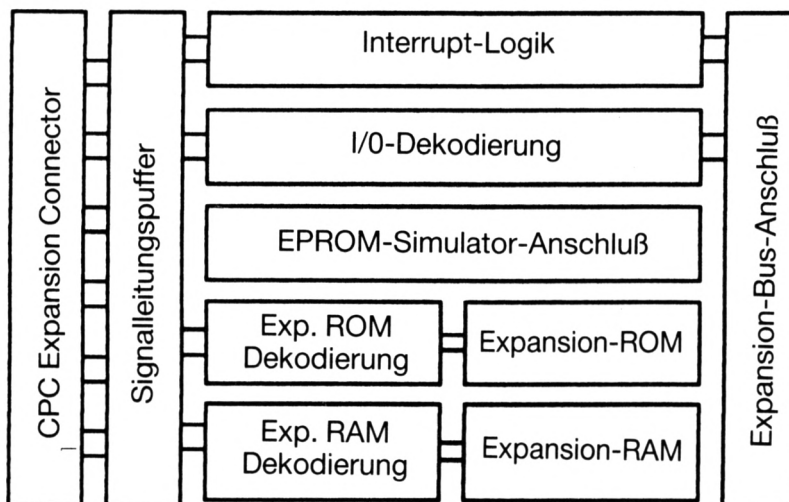 CPC Expansion Connector
Signalleitungspuffer
Interrupt-Logik
I/0-Dekodierung
EPROM-Simulator-Anschluß
Exp. ROM
Dekodierung
Expansion-ROM
Exp. RAM
Dekodierung
Expansion-RAM
Expansion-Bus-Anschluß